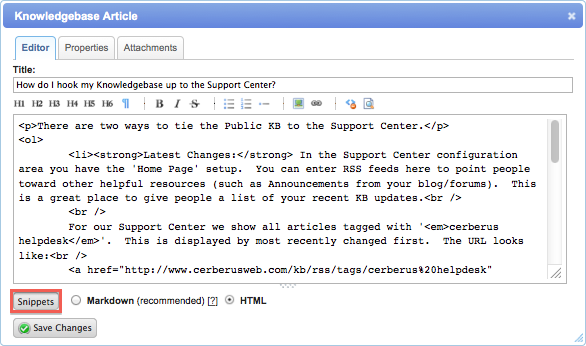 Knowledgebase Article
Editor Properties Attachments
Title:
How do I hook my Knowledgebase up to the Support Center?
H1 H2 H3 H4 H5 H6 ¶ B I S
<p>There are two ways to tie the Public KB to the Support Center.</p>
<ol>
<li><strong>Latest Changes:</strong> In the Support Center configuration
area you have the 'Home Page' setup. You can enter RSS feeds here to point people
toward other helpful resources (such as Announcements from your blog/forums). This
is a great place to give people a list of your recent KB updates.<br />
<br />
For our Support Center we show all articles tagged with '<em>cerberus
helpdesk</em>'. This is displayed by most recently changed first. The URL looks
like:<br />
<a href="http://www.cerberusweb.com/kb/rss/tags/cerberus%20helpdesk"
Snippets Markdown (recommended) [?] HTML
Save Changes